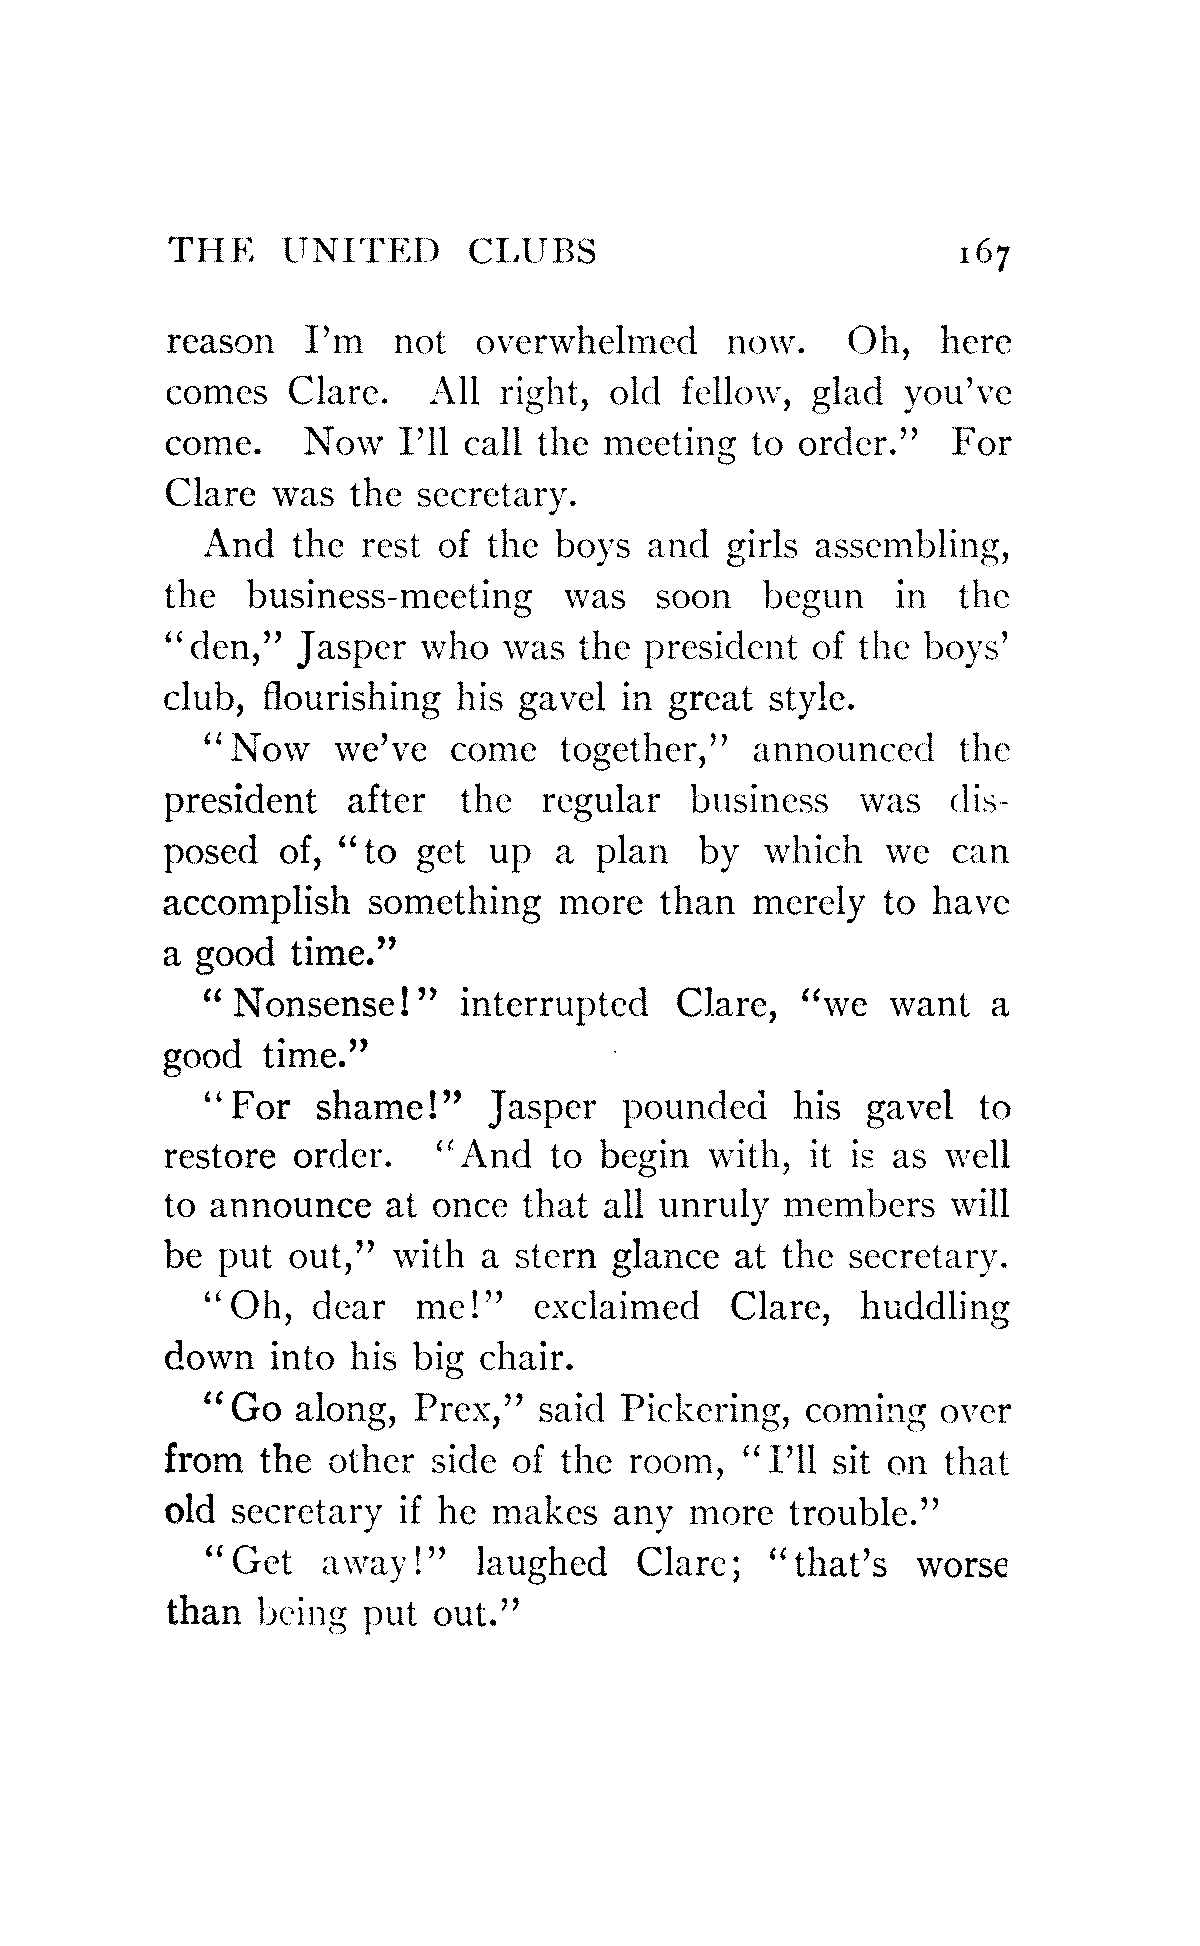 THE UNITED CLUBS 167
reason I'm not overwhelmed now. Oh, here
comes Clare. All right, old fellow, glad you've
come. Now I'll call the meeting to order." For
Clare was the secretary.
And the rest of the boys and girls assembling,
the business-meeting was soon begun in the
"den," Jasper who was the president of the boys'
club, flourishing his gavel in great style.
"Now we've come together," announced the
president after the regular business was dis-
posed of, "to get up a plan by which we can
accomplish something more than merely to have
a good time."
"Nonsense!" interrupted Clare, "we want a
good time."
"For shame!" Jasper pounded his gavel to
restore order. "And to begin with, it is as well
to announce at once that all unruly members will
be put out," with a stern glance at the secretary.
"Oh, dear me!" exclaimed Clare, huddling
down into his big chair.
"Go along, Prex," said Pickering, coming over
from the other side of the room, "I'll sit on that
old secretary if he makes any more trouble."
"Get away!" laughed Clare; "that's worse
than being put out."